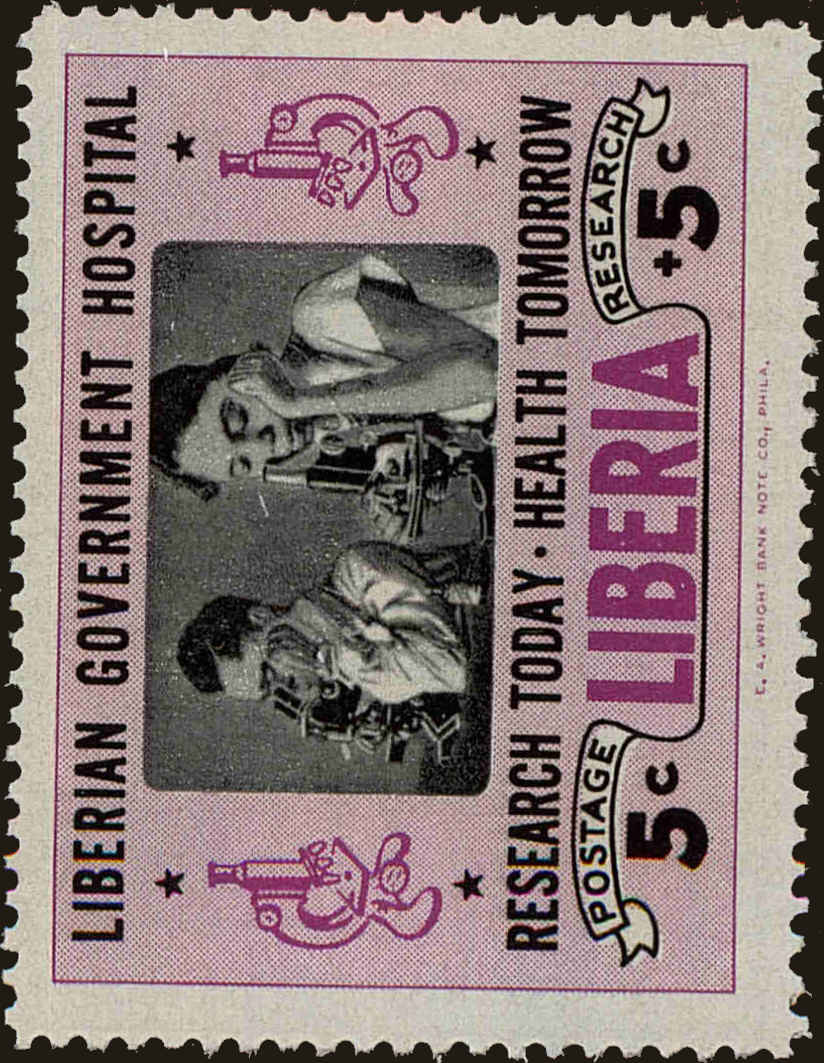 LIBERIAN GOVERNMENT HOSPITAL
RESEARCH TODAY · HEALTH TOMORROW
POSTAGE
RESEARCH
5c
LIBERIA
+5c
E. A. WRIGHT BANK NOTE CO., PHILA.